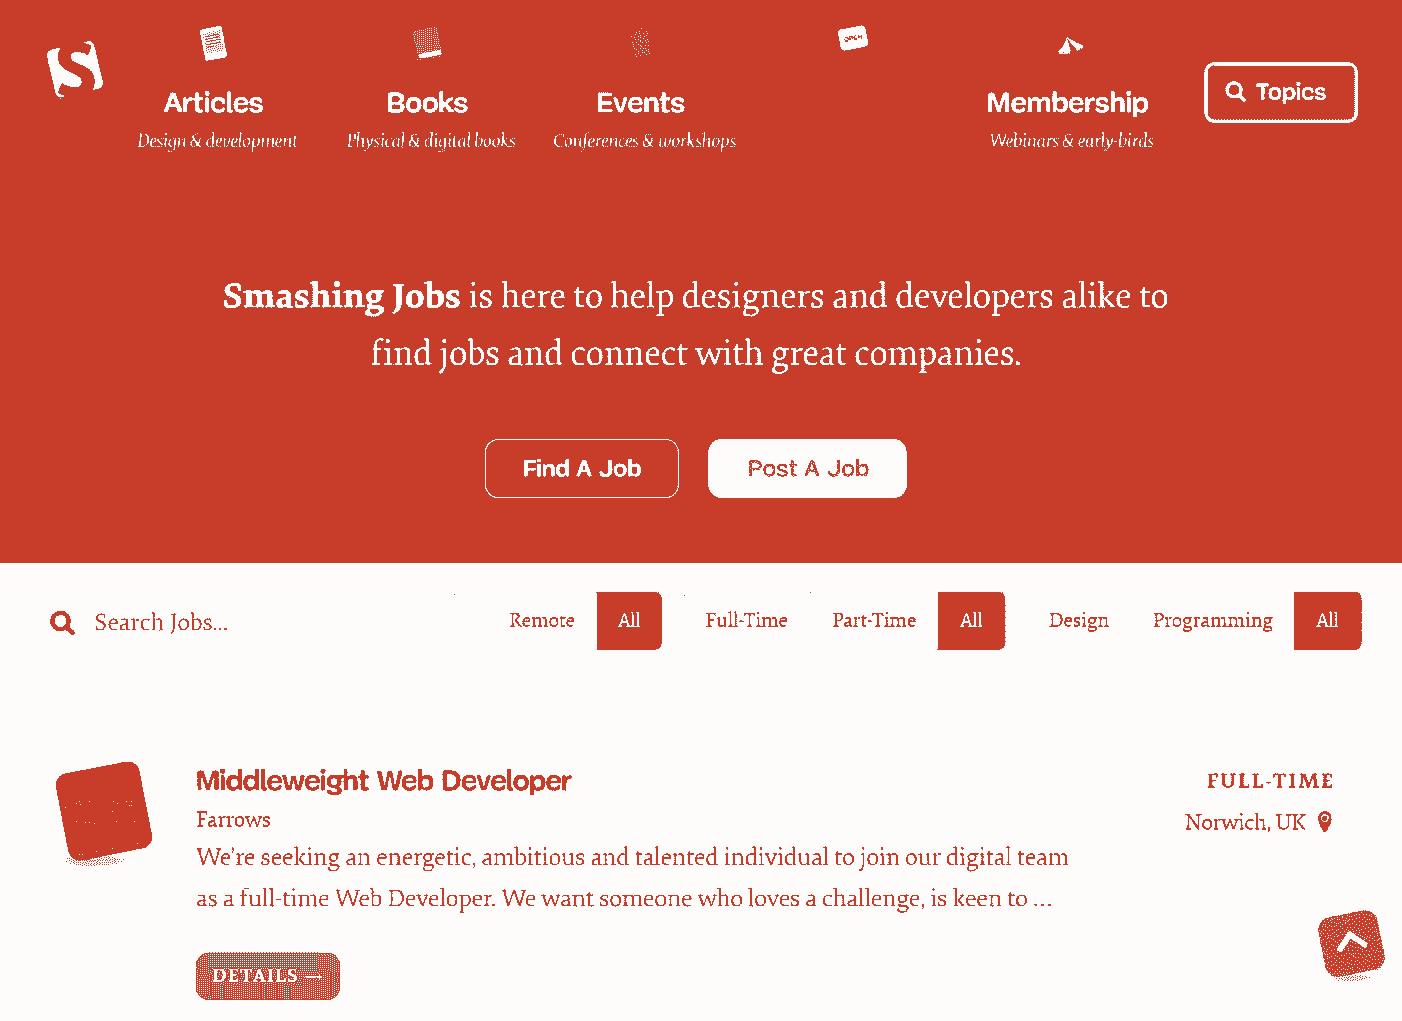 Articles
Design & development
Books
Physical & digital books
Events
Conferences & workshops
OPEN
Membership
Webinars & early-birds
Topics
Smashing Jobs is here to help designers and developers alike to
find jobs and connect with great companies.
Find A Job
Post A Job
Search Jobs...
Remote
All
Full-Time
Part-Time
All
Design
Programming
All
Middleweight Web Developer
FULL-TIME
Farrows
Norwich, UK
We're seeking an energetic, ambitious and talented individual to join our digital team
as a full-time Web Developer. We want someone who loves a challenge, is keen to ...
DETAILS →